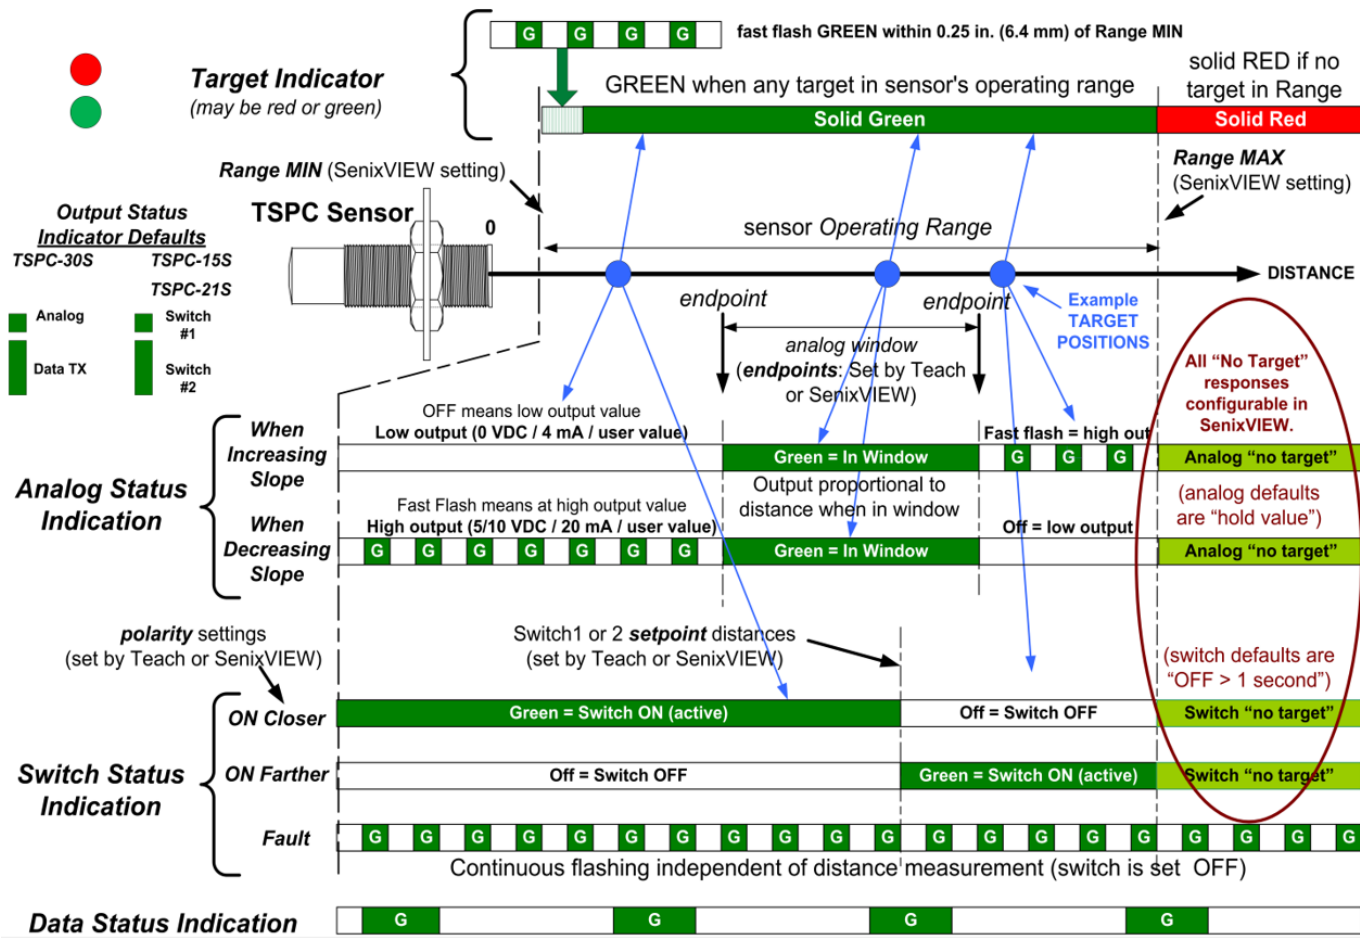 G G G G
fast flash GREEN within 0.25 in. (6.4 mm) of Range MIN
Target Indicator
(may be red or green)
GREEN when any target in sensor's operating range
solid RED if no
target in Range
Solid Green
Solid Red
Range MIN (SenixVIEW setting)
Range MAX
(SenixVIEW setting)
Output Status
Indicator Defaults
TSPC-30S
TSPC-15S
TSPC-21S
Analog
Switch
#1
Data TX
Switch
#2
TSPC Sensor
0
sensor Operating Range
DISTANCE
endpoint
endpoint
Example
TARGET
POSITIONS
analog window
(endpoints: Set by Teach
or SenixVIEW)
All “No Target”
responses
configurable in
SenixVIEW.
Analog Status
Indication
When
Increasing
Slope
OFF means low output value
Low output (0 VDC / 4 mA / user value)
Fast flash = high out
Green = In Window
G G G
Analog “no target”
Output proportional to
distance when in window
(analog defaults
are “hold value”)
When
Decreasing
Slope
Fast Flash means at high output value
High output (5/10 VDC / 20 mA / user value)
Off = low output
G G G G G G G
Green = In Window
Analog “no target”
polarity settings
(set by Teach or SenixVIEW)
Switch1 or 2 setpoint distances
(set by Teach or SenixVIEW)
(switch defaults are
“OFF > 1 second”)
Switch Status
Indication
ON Closer
Green = Switch ON (active)
Off = Switch OFF
Switch “no target”
ON Farther
Off = Switch OFF
Green = Switch ON (active)
Switch “no target”
Fault
G G G G G G G G G G G G G G G G G G G G
Continuous flashing independent of distance measurement (switch is set OFF)
Data Status Indication
G G G G